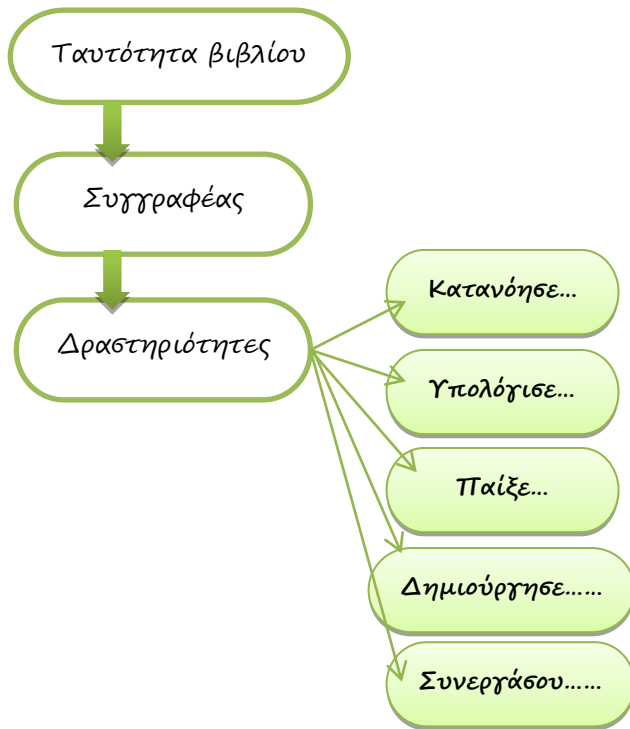 Ταυτότητα βιβλίου
Συγγραφέας
Δραστηριότητες
Κατανόησε...
Υπολόγισε...
Παίξε...
Δημιούργησε......
Συνεργάσου......